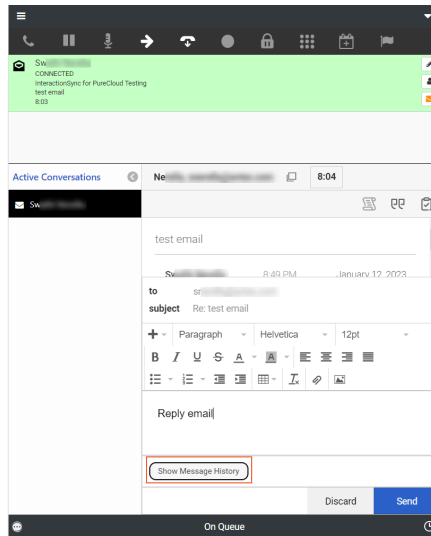 Sw
CONNECTED
InteractionSync for PureCloud Testing
test email
8:03
Active Conversations
Ne
8:04
Sw
test email
Sw 8:49 PM January 12, 2023
to sr
subject Re: test email
Paragraph Helvetica 12pt
B I U S A A
Reply email
Show Message History
Discard Send
On Queue